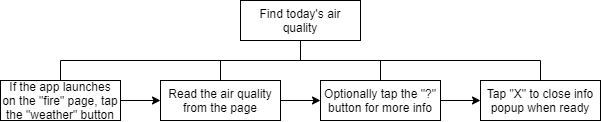 Find today's air
quality
If the app launches
on the "fire" page, tap
the "weather" button
Read the air quality
from the page
Optionally tap the "?"
button for more info
Tap "X" to close info
popup when ready